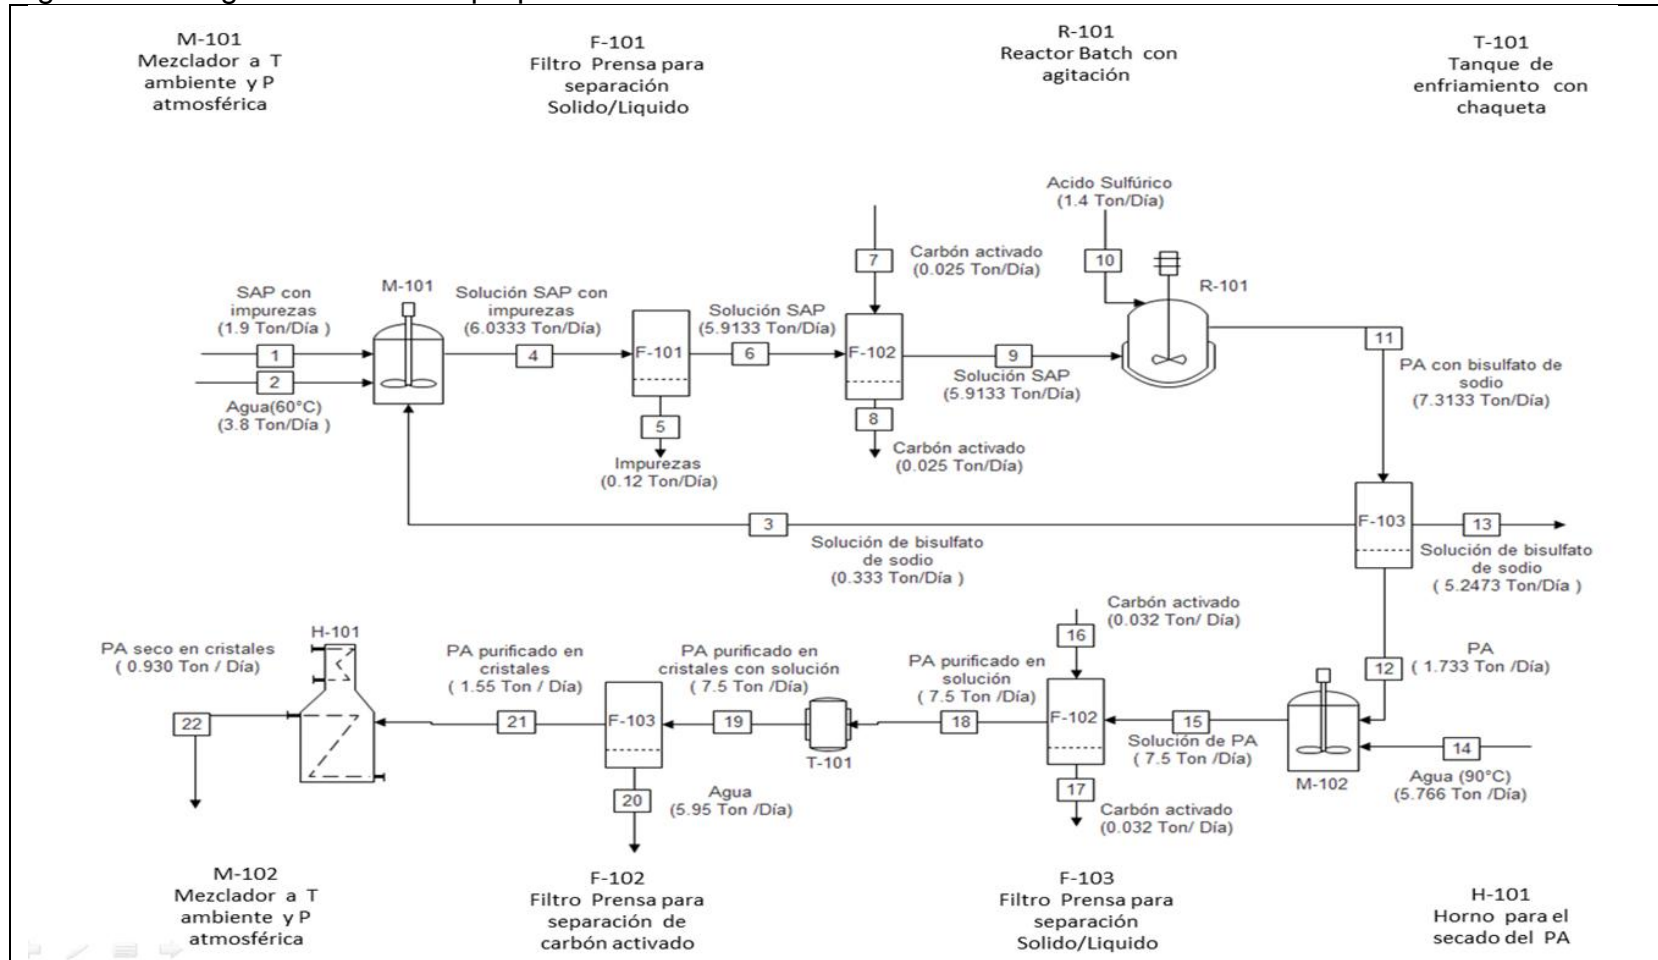 M-101
Mezclador a T
ambiente y P
atmosférica
F-101
Filtro Prensa para
separación
Solido/Liquido
R-101
Reactor Batch con
agitación
T-101
Tanque de
enfriamiento con
chaqueta
Acido Sulfúrico
(1.4 Ton/Día)
7
Carbón activado
(0.025 Ton/Día)
10
R-101
SAP con
impurezas
(1.9 Ton/Día )
M-101
Solución SAP con
impurezas
(6.0333 Ton/Día)
Solución SAP
(5.9133 Ton/Día)
1
4
F-101
6
F-102
9
11
2
Agua(60°C)
(3.8 Ton/Día )
Solución SAP
(5.9133 Ton/Día)
PA con bisulfato de
sodio
(7.3133 Ton/Día)
5
Impurezas
(0.12 Ton/Día)
8
Carbón activado
(0.025 Ton/Día)
3
Solución de bisulfato
de sodio
(0.333 Ton/Día )
F-103
13
Solución de bisulfato
de sodio
( 5.2473 Ton/Día )
H-101
PA seco en cristales
( 0.930 Ton / Día)
PA purificado en
cristales
( 1.55 Ton / Día)
PA purificado en
cristales con solución
( 7.5 Ton /Día)
PA purificado en
solución
( 7.5 Ton /Día)
16
Carbón activado
(0.032 Ton/ Día)
12
PA
( 1.733 Ton /Día)
22
21
F-103
19
T-101
18
F-102
15
Solución de PA
( 7.5 Ton /Día)
M-102
14
Agua (90°C)
(5.766 Ton /Día)
20
Agua
(5.95 Ton /Día)
17
Carbón activado
(0.032 Ton/ Día)
M-102
Mezclador a T
ambiente y P
atmosférica
F-102
Filtro Prensa para
separación de
carbón activado
F-103
Filtro Prensa para
separación
Solido/Liquido
H-101
Horno para el
secado del PA